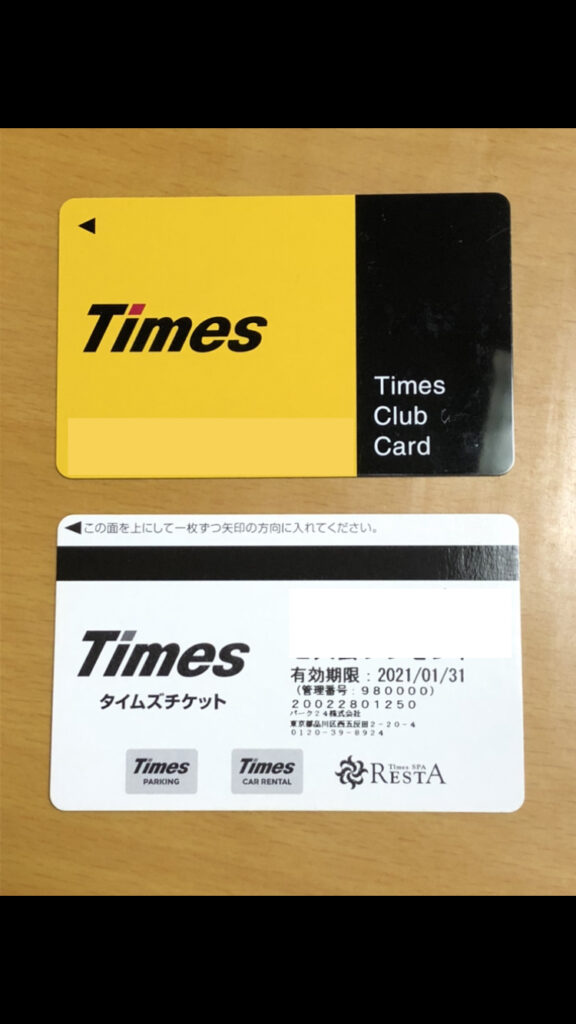 Times
Times
Club
Card
この面を上にして一枚ずつ矢印の方向に入れてください。
Times
タイムズチケット
有効期限：2021/01/31
（管理番号：980000）
20022801250
パーク２４株式会社
東京都品川区西五反田2-20-4
0120-39-8924
Times
PARKING
Times
CAR RENTAL
Times SPA
RESTA